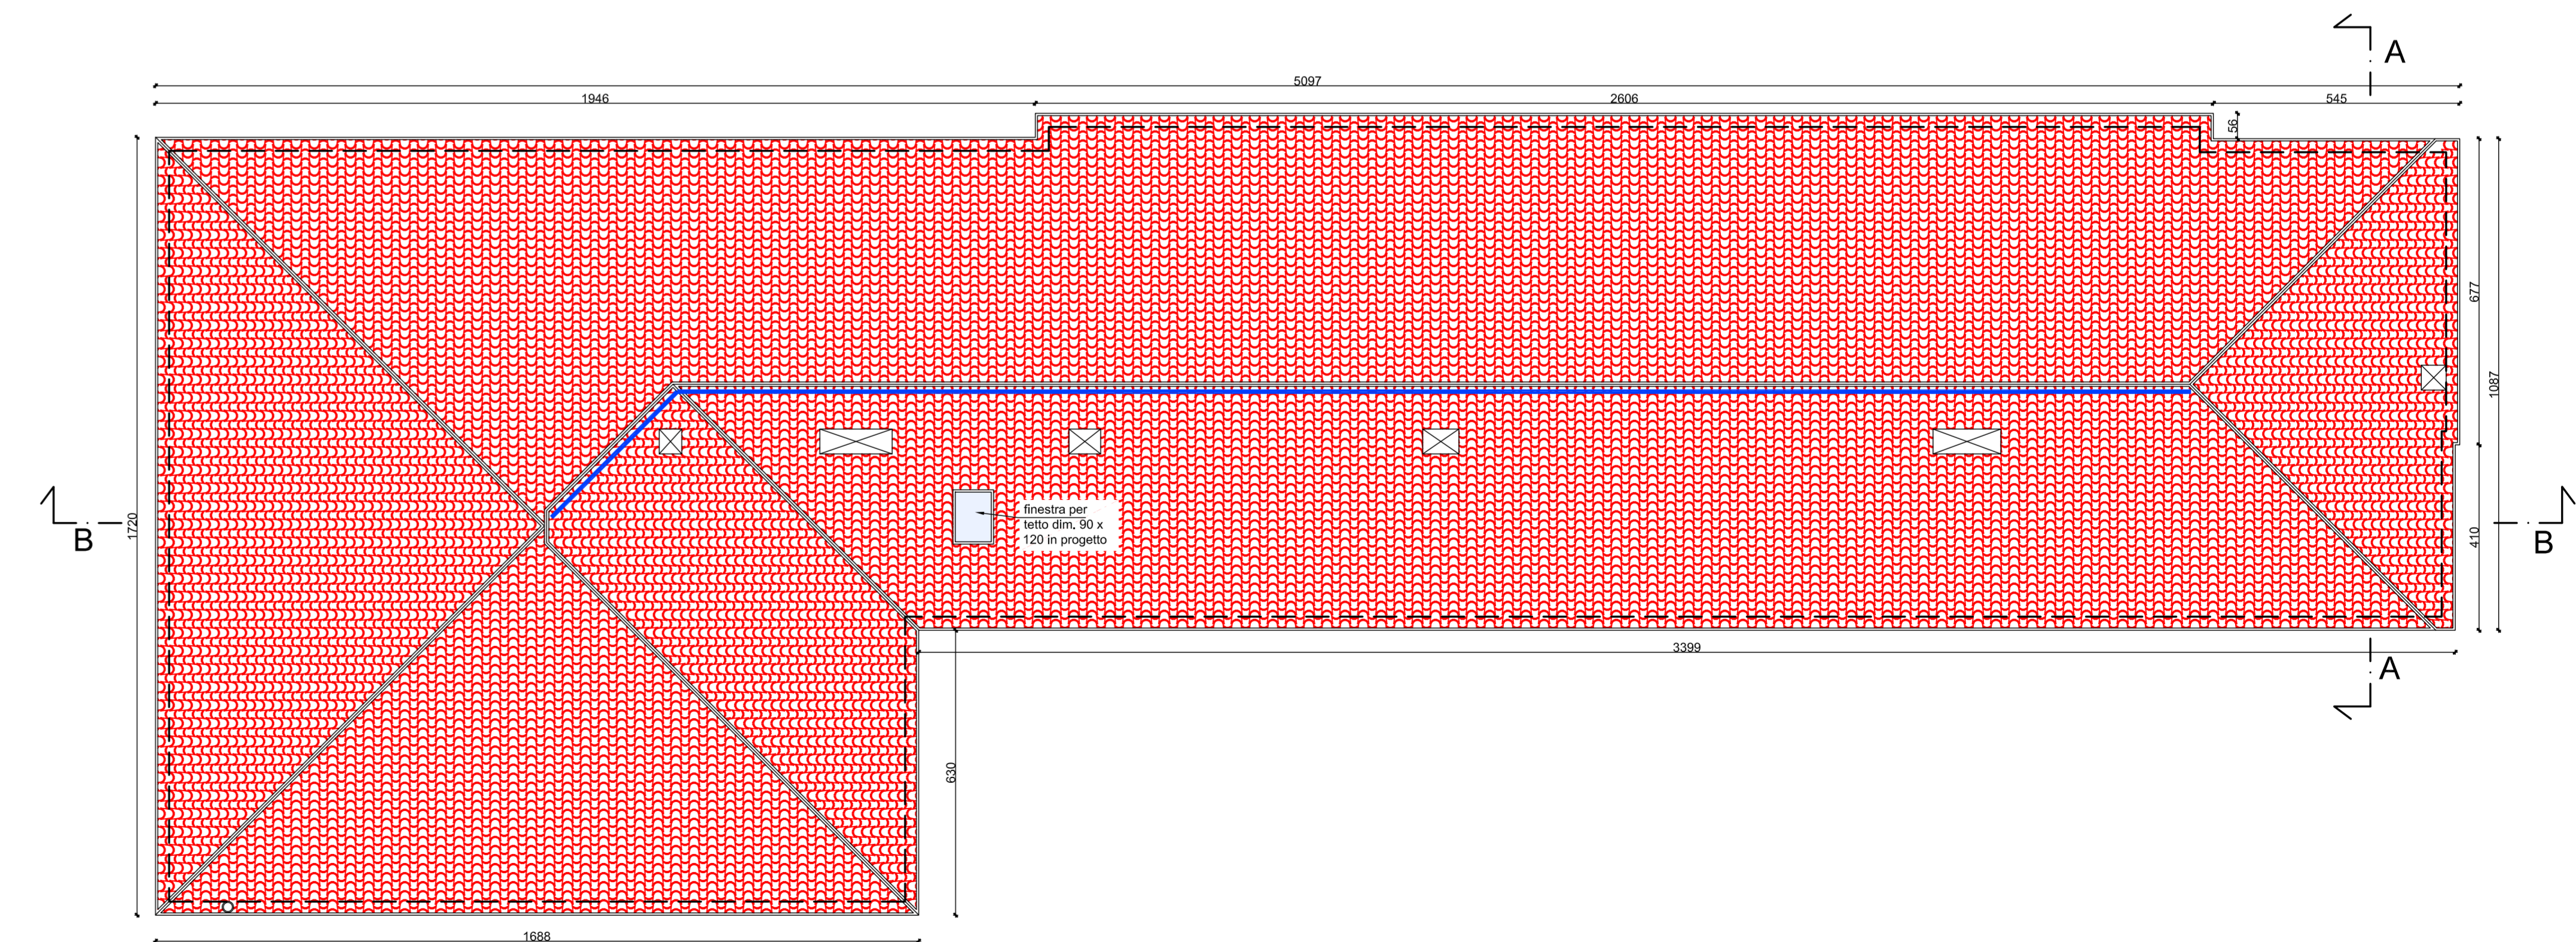 A
5097
1946
2606
545
56
677
1087
finestra per
tetto dim. 90 x
120 in progetto
B
1720
B
410
3399
A
630
1688